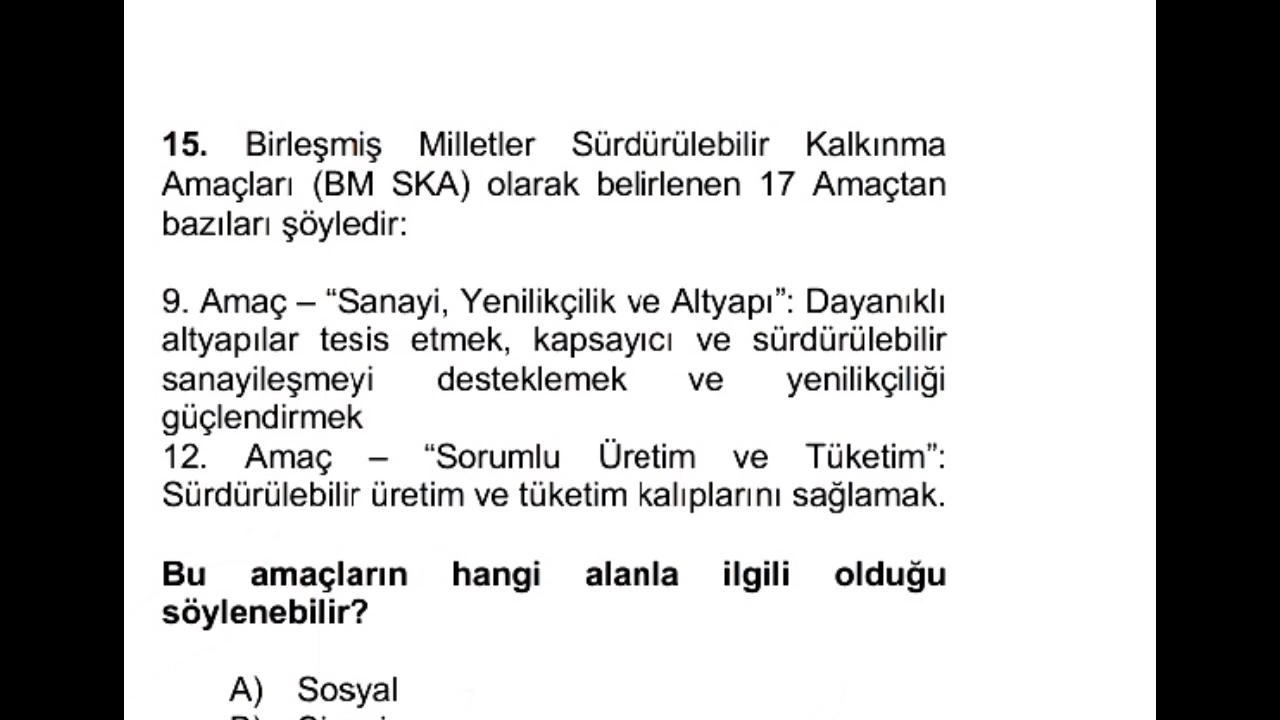 15. Birleşmiş Milletler Sürdürülebilir Kalkınma
Amaçları (BM SKA) olarak belirlenen 17 Amaçtan
bazıları şöyledir:
9. Amaç – “Sanayi, Yenilikçilik ve Altyapı”: Dayanıklı
altyapılar tesis etmek, kapsayıcı ve sürdürülebilir
sanayileşmeyi desteklemek ve yenilikçiliği
güçlendirmek
12. Amaç – “Sorumlu Üretim ve Tüketim”:
Sürdürülebilir üretim ve tüketim kalıplarını sağlamak.
Bu amaçların hangi alanla ilgili olduğu
söylenebilir?
A) Sosyal